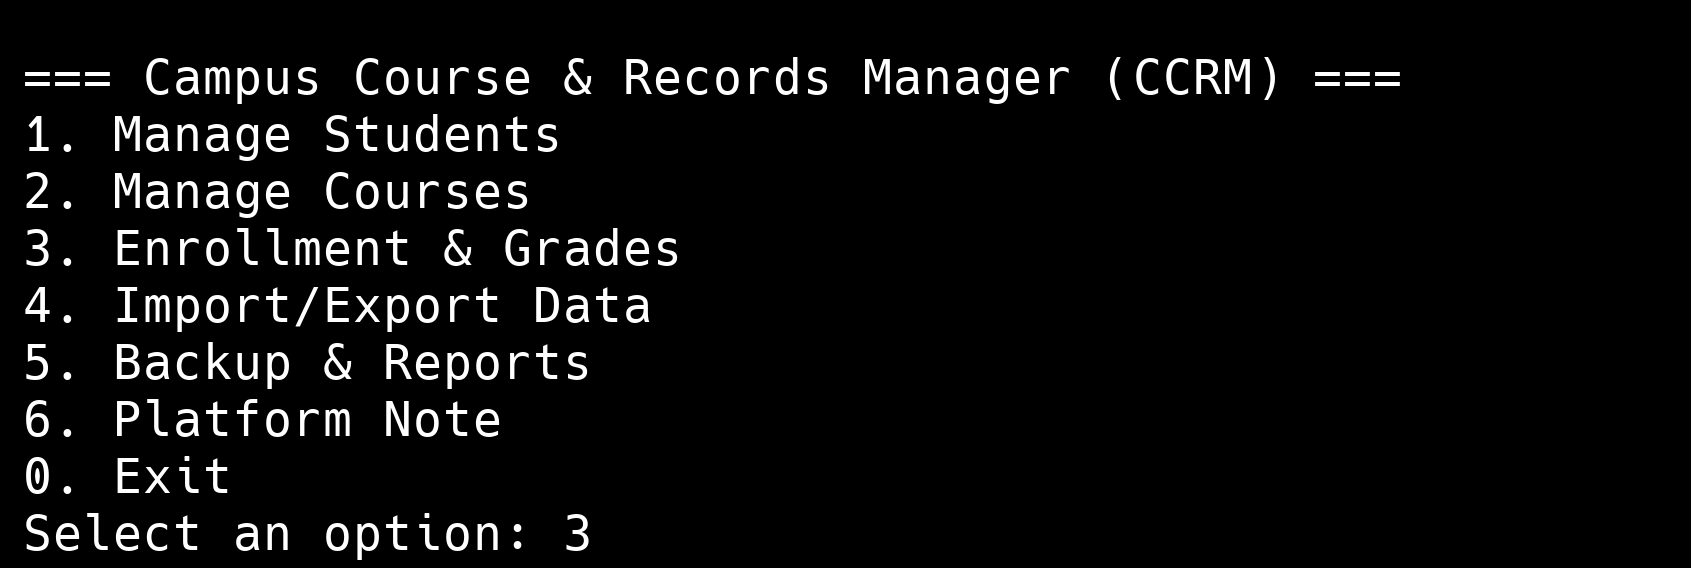 === Campus Course & Records Manager (CCRM) ===
1. Manage Students
2. Manage Courses
3. Enrollment & Grades
4. Import/Export Data
5. Backup & Reports
6. Platform Note
0. Exit
Select an option: 3